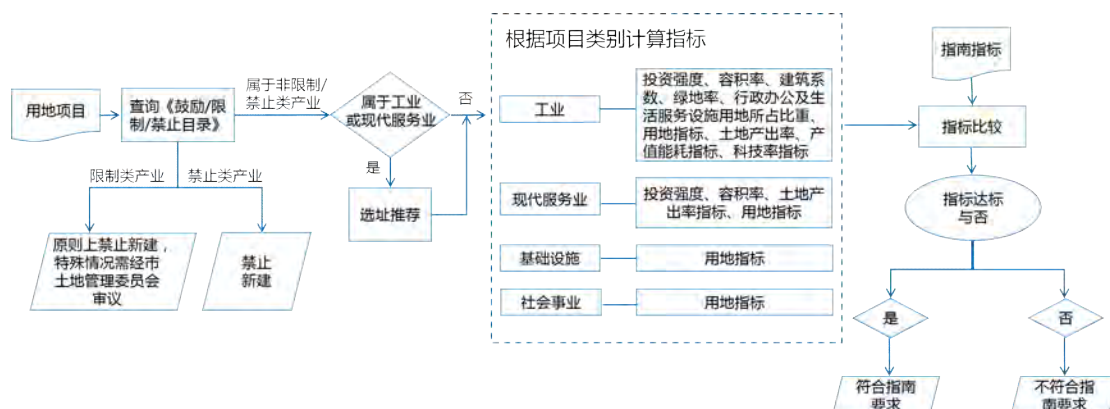 用地项目
查询《鼓励/限
制/禁止目录》
属于非限制/
禁止类产业
限制类产业
禁止类产业
原则上禁止新建，
特殊情况需经市
土地管理委员会
审议
禁止
新建
属于工业
或现代服务业
否
是
选址推荐
根据项目类别计算指标
工业
投资强度、容积率、建筑系
数、绿地率、行政办公及生
活服务设施用地所占比重、
用地指标、土地产出率、产
值能耗指标、科技率指标
现代服务业
投资强度、容积率、土地产
出率指标、用地指标
基础设施
用地指标
社会事业
用地指标
指南指标
指标比较
指标达标
与否
是
否
符合指南
要求
不符合指
南要求